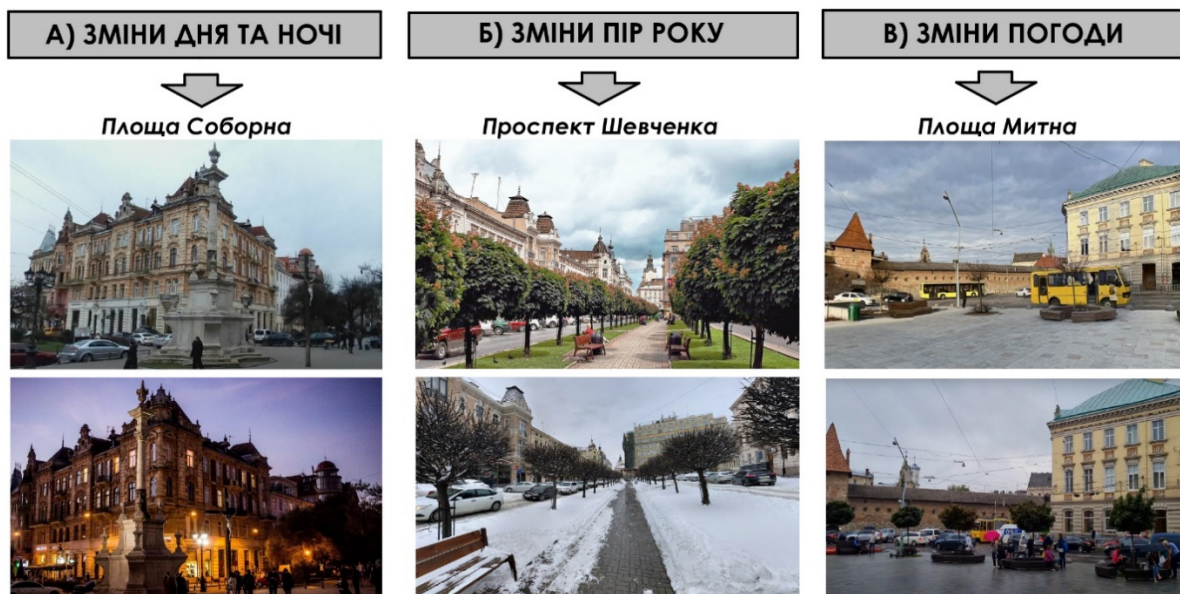 А) ЗМІНИ ДНЯ ТА НОЧІ
Б) ЗМІНИ ПІР РОКУ
В) ЗМІНИ ПОГОДИ
Площа Соборна
Проспект Шевченка
Площа Митна